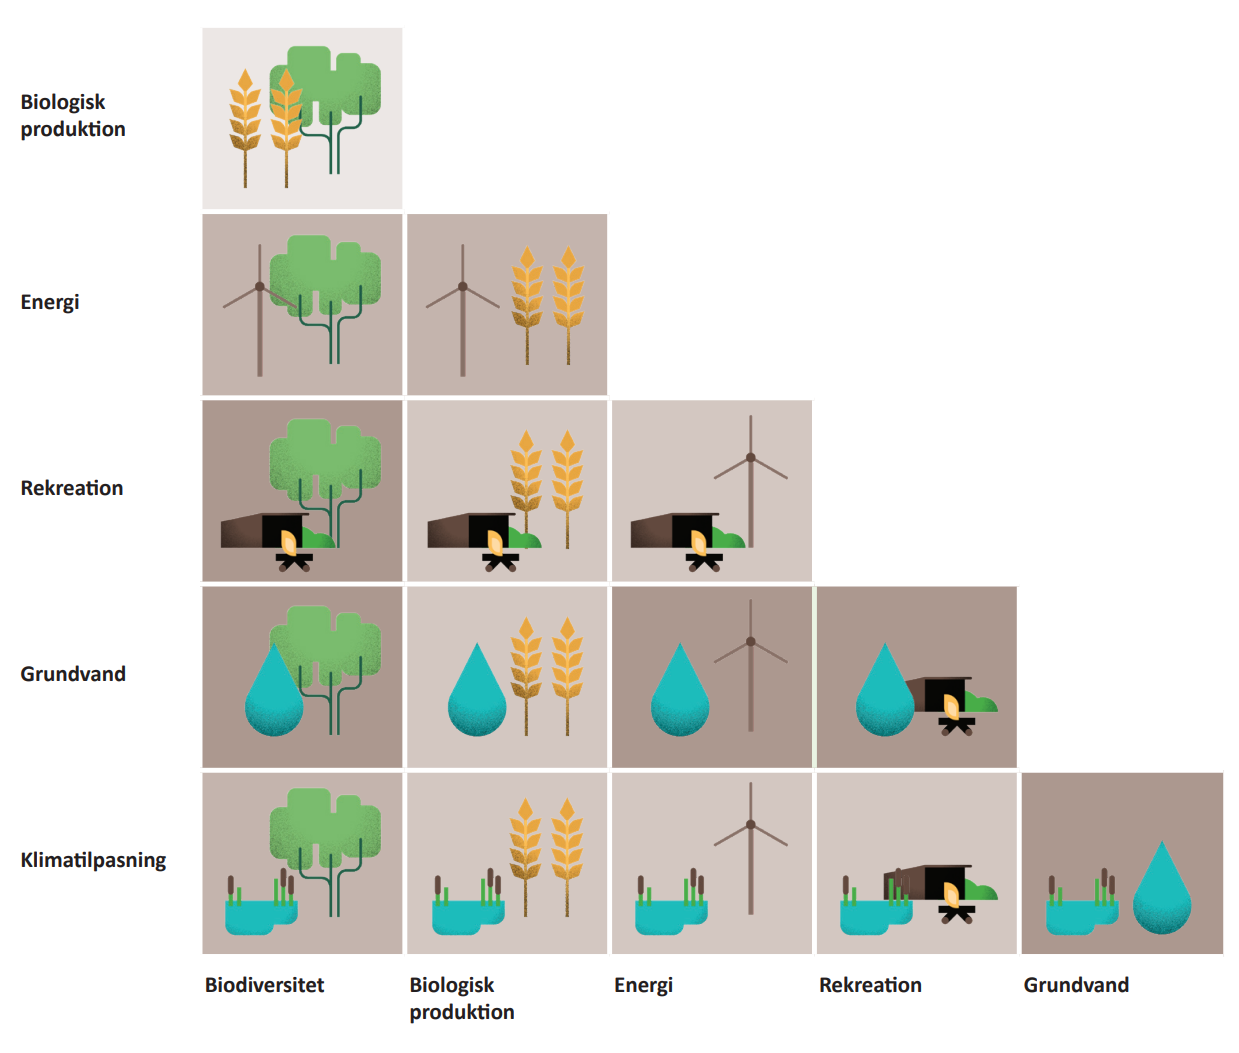 Biologisk
produktion
Energi
Rekreation
Grundvand
Klimatilpasning
Biodiversitet
Biologisk
produktion
Energi
Rekreation
Grundvand